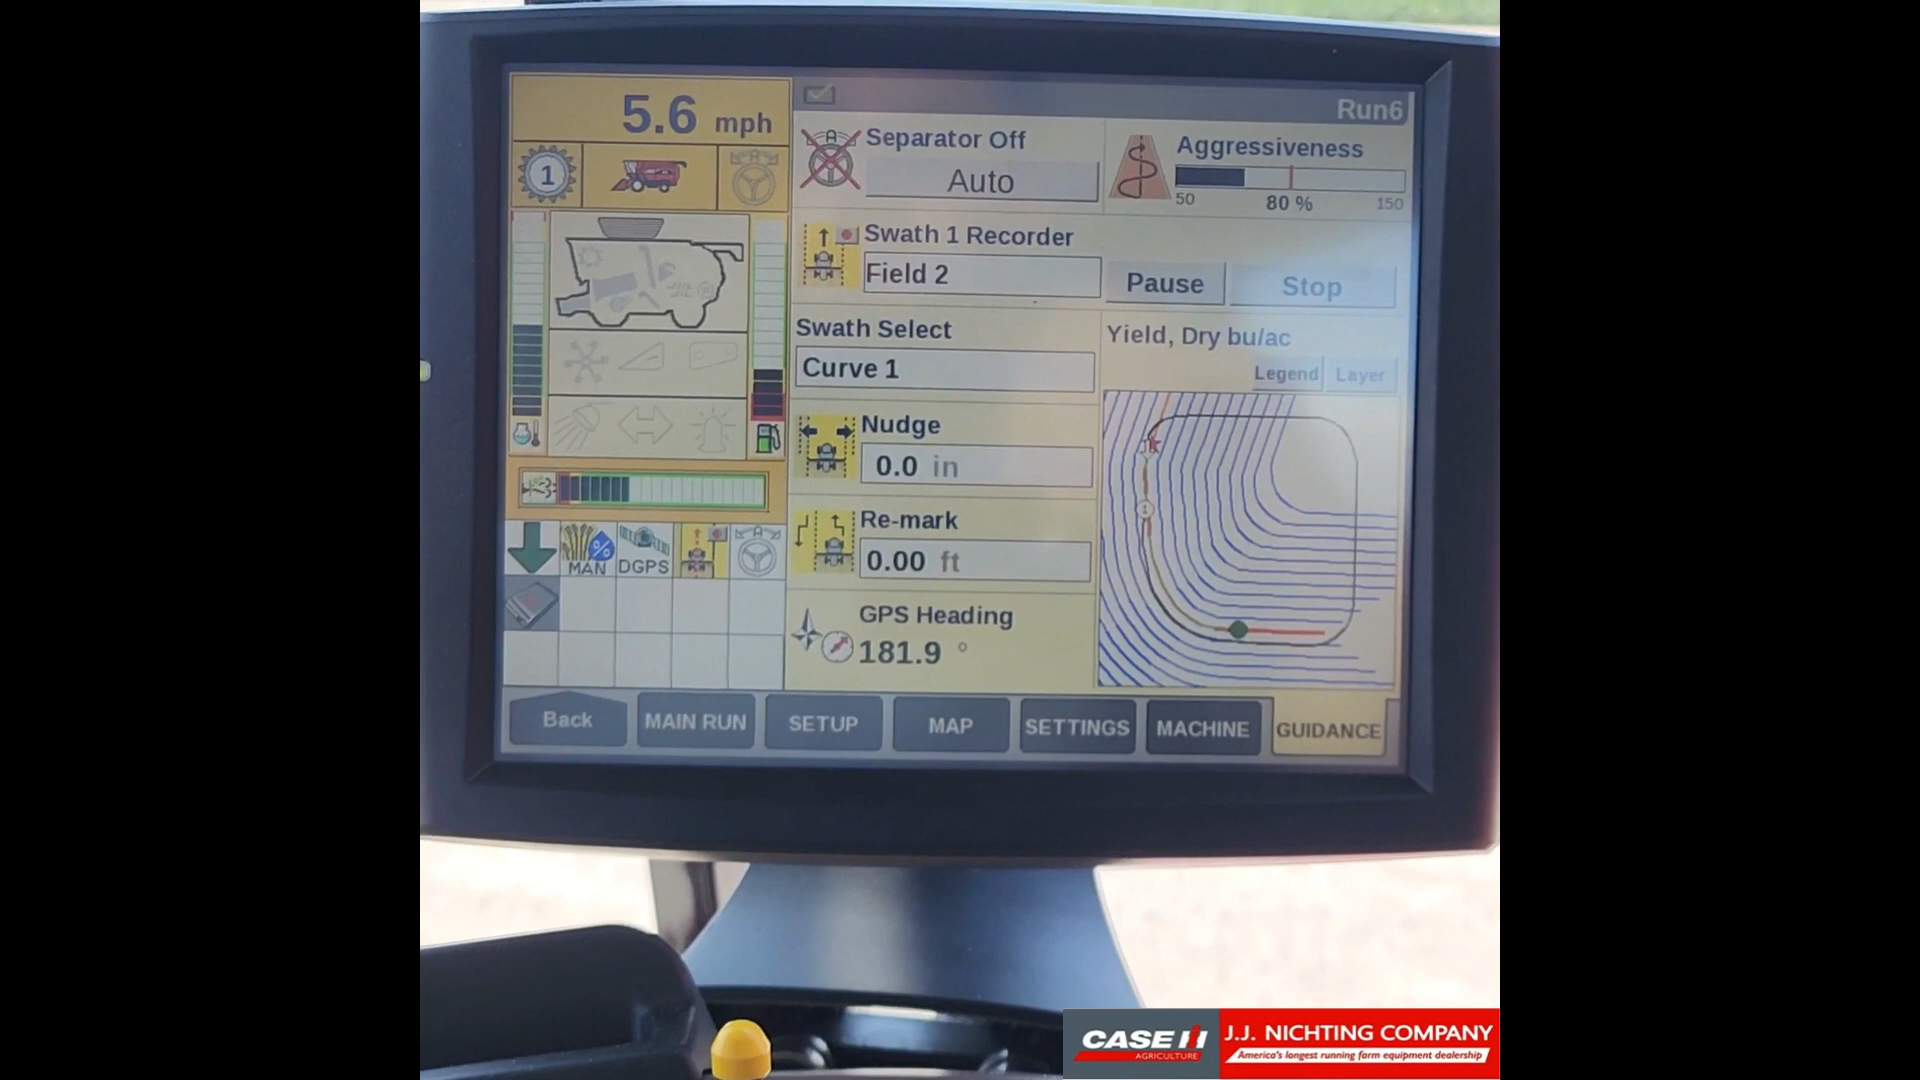 5.6 mph
1
Run6
Separator Off
Auto
Aggressiveness
50 80 % 150
Swath 1 Recorder
Field 2
Pause
Stop
Swath Select
Curve 1
Yield, Dry bu/ac
Legend
Layer
Nudge
0.0 in
Re-mark
0.00 ft
GPS Heading
181.9 °
1
%
MAN
DGPS
Back
MAIN RUN
SETUP
MAP
SETTINGS
MACHINE
GUIDANCE
CASE IH
AGRICULTURE
J.J. NICHTING COMPANY
America's longest running farm equipment dealership